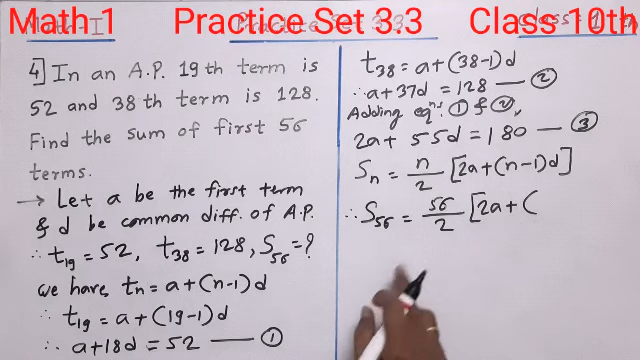 Math 1 Practice Set 3.3 Class 10th
4] In an A.P. 19th term is
52 and 38th term is 128.
Find the sum of first 56
terms.
→ Let a be the first term
& d be common diff. of A.P.
∴ t₁₉ = 52, t₃₈ = 128, S₅₆ = ?
we have, tn = a+(n-1)d
∴ t₁₉ = a+(19-1)d
∴ a+18d = 52 — ①
t₃₈ = a+(38-1)d
∴ a+37d = 128 — ②
Adding eqⁿˢ ① & ②,
2a + 55d = 180 — ③
Sn = n/2 [2a+(n-1)d]
∴ S₅₆ = 56/2 [2a+(